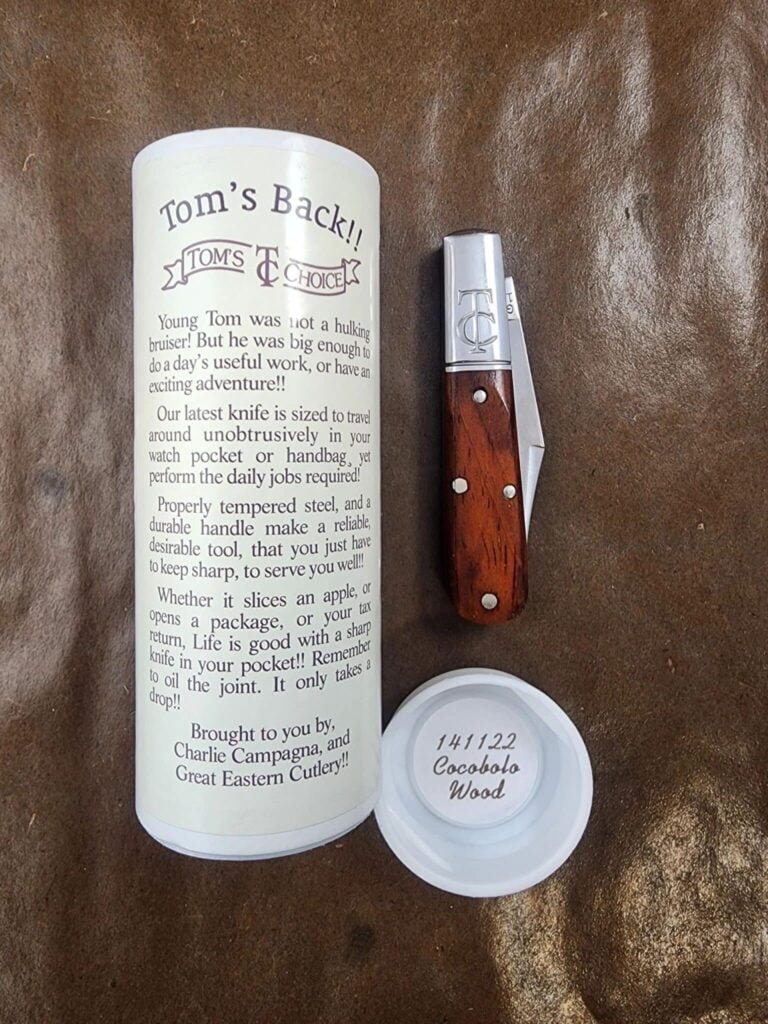 Tom's Back!!
TOM'S TC CHOICE
Young Tom was not a hulking
bruiser! But he was big enough to
do a day's useful work, or have an
exciting adventure!!
Our latest knife is sized to travel
around unobtrusively in your
watch pocket or handbag, yet
perform the daily jobs required!
Properly tempered steel, and a
durable handle make a reliable,
desirable tool, that you just have
to keep sharp, to serve you well!!
Whether it slices an apple, or
opens a package, or your tax
return, Life is good with a sharp
knife in your pocket!! Remember
to oil the joint. It only takes a
drop!!
Brought to you by,
Charlie Campagna, and
Great Eastern Cutlery!!
TC
141122
Cocobolo
Wood